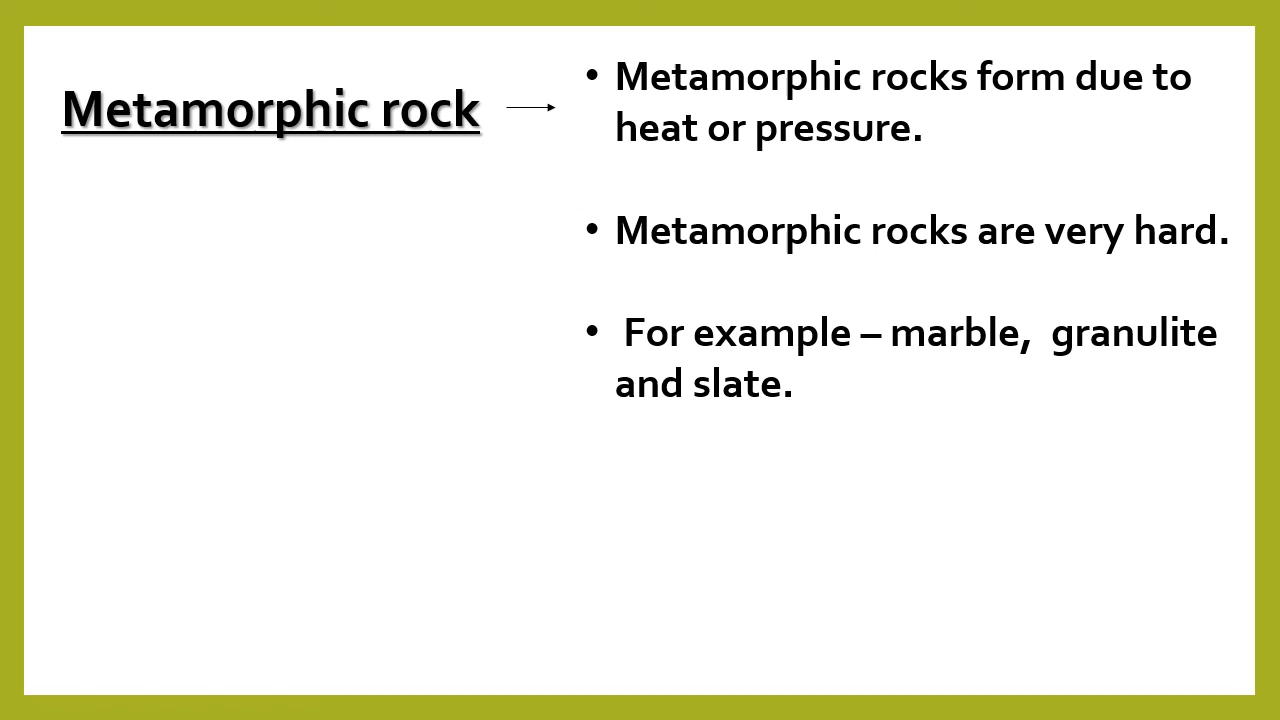 Metamorphic rock
• Metamorphic rocks form due to
heat or pressure.
• Metamorphic rocks are very hard.
• For example – marble,  granulite
and slate.